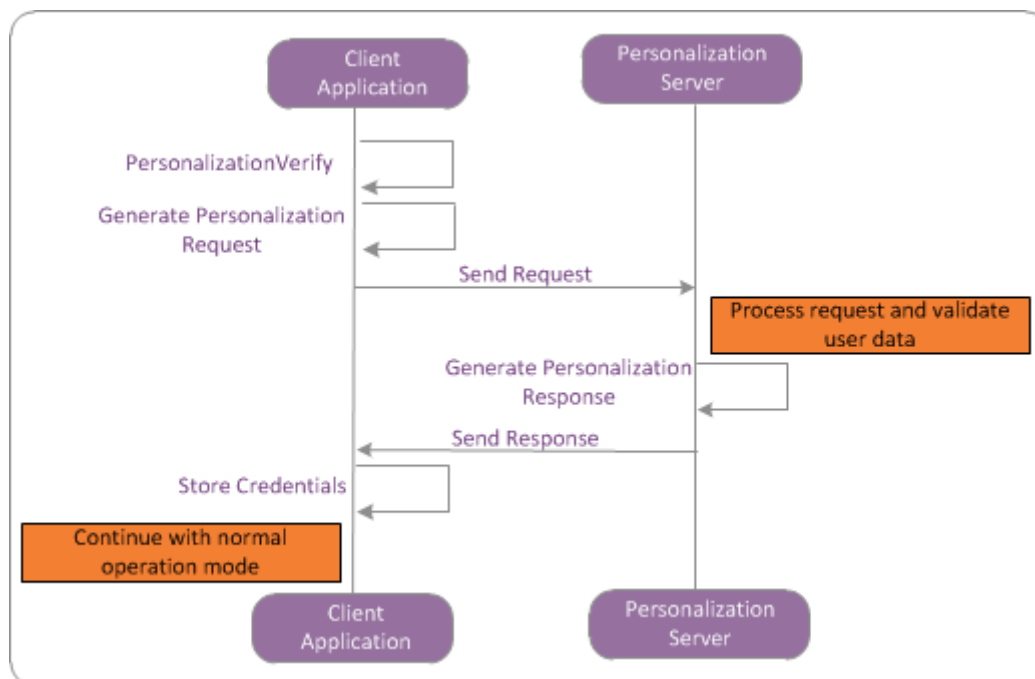 Client
Application
Personalization
Server
PersonalizationVerify
Generate Personalization
Request
Send Request
Process request and validate
user data
Generate Personalization
Response
Send Response
Store Credentials
Continue with normal
operation mode
Client
Application
Personalization
Server